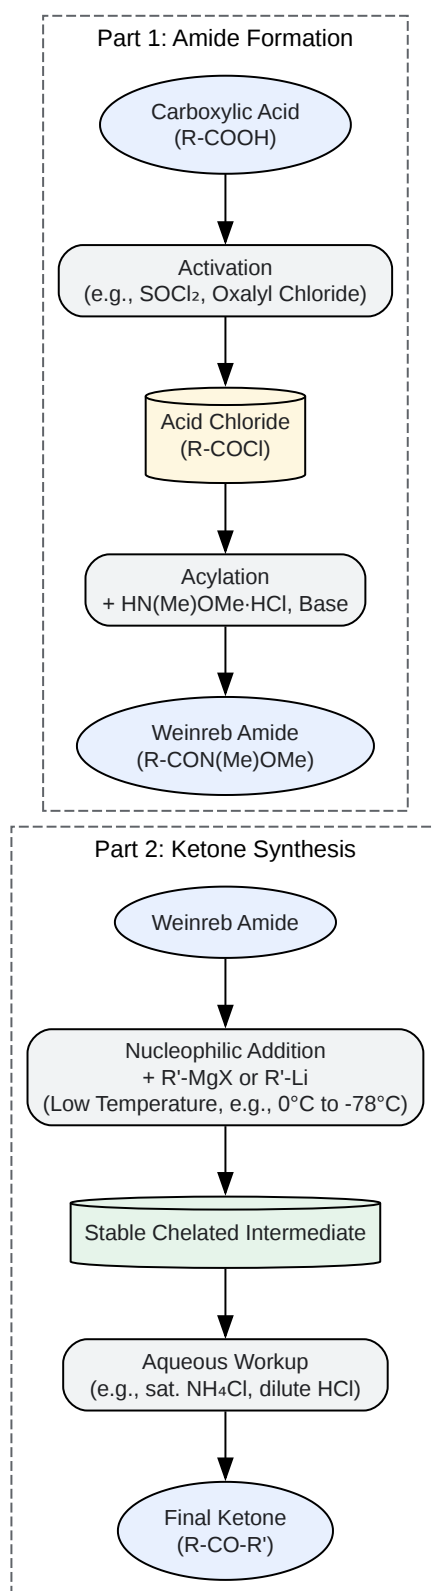 Part 1: Amide Formation
Carboxylic Acid
(R-COOH)
Activation
(e.g., SOCl₂, Oxalyl Chloride)
Acid Chloride
(R-COCl)
Acylation
+ HN(Me)OMe·HCl, Base
Weinreb Amide
(R-CON(Me)OMe)
Part 2: Ketone Synthesis
Weinreb Amide
Nucleophilic Addition
+ R'-MgX or R'-Li
(Low Temperature, e.g., 0°C to -78°C)
Stable Chelated Intermediate
Aqueous Workup
(e.g., sat. NH₄Cl, dilute HCl)
Final Ketone
(R-CO-R')